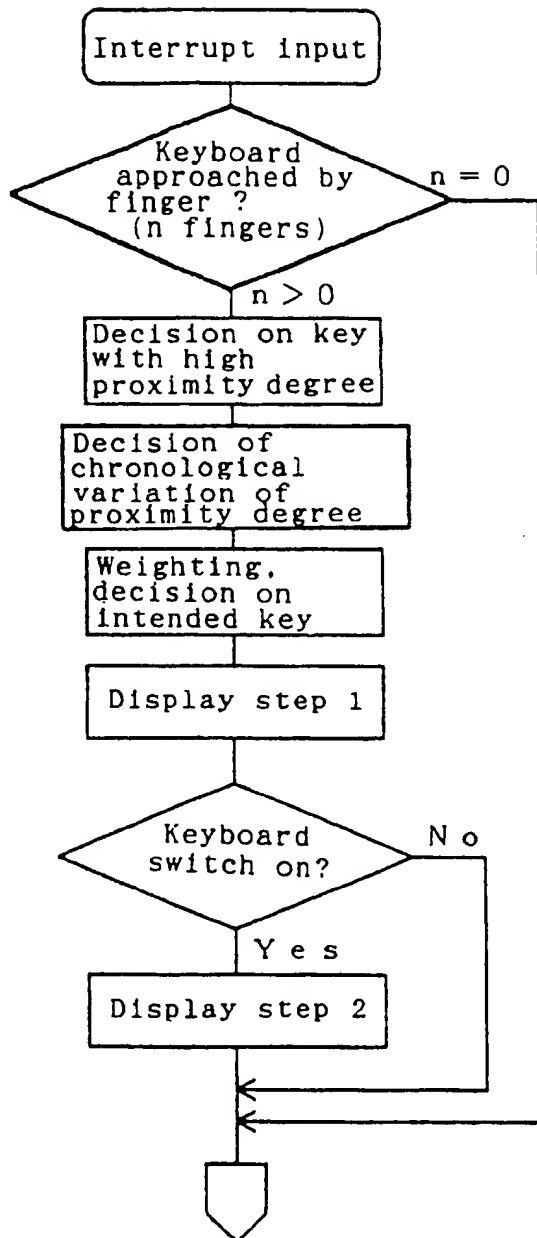 Interrupt input
Keyboard
approached by
finger ?
(n fingers)
n = 0
n > 0
Decision on key
with high
proximity degree
Decision of
chronological
variation of
proximity degree
Weighting,
decision on
intended key
Display step 1
Keyboard
switch on?
No
Yes
Display step 2